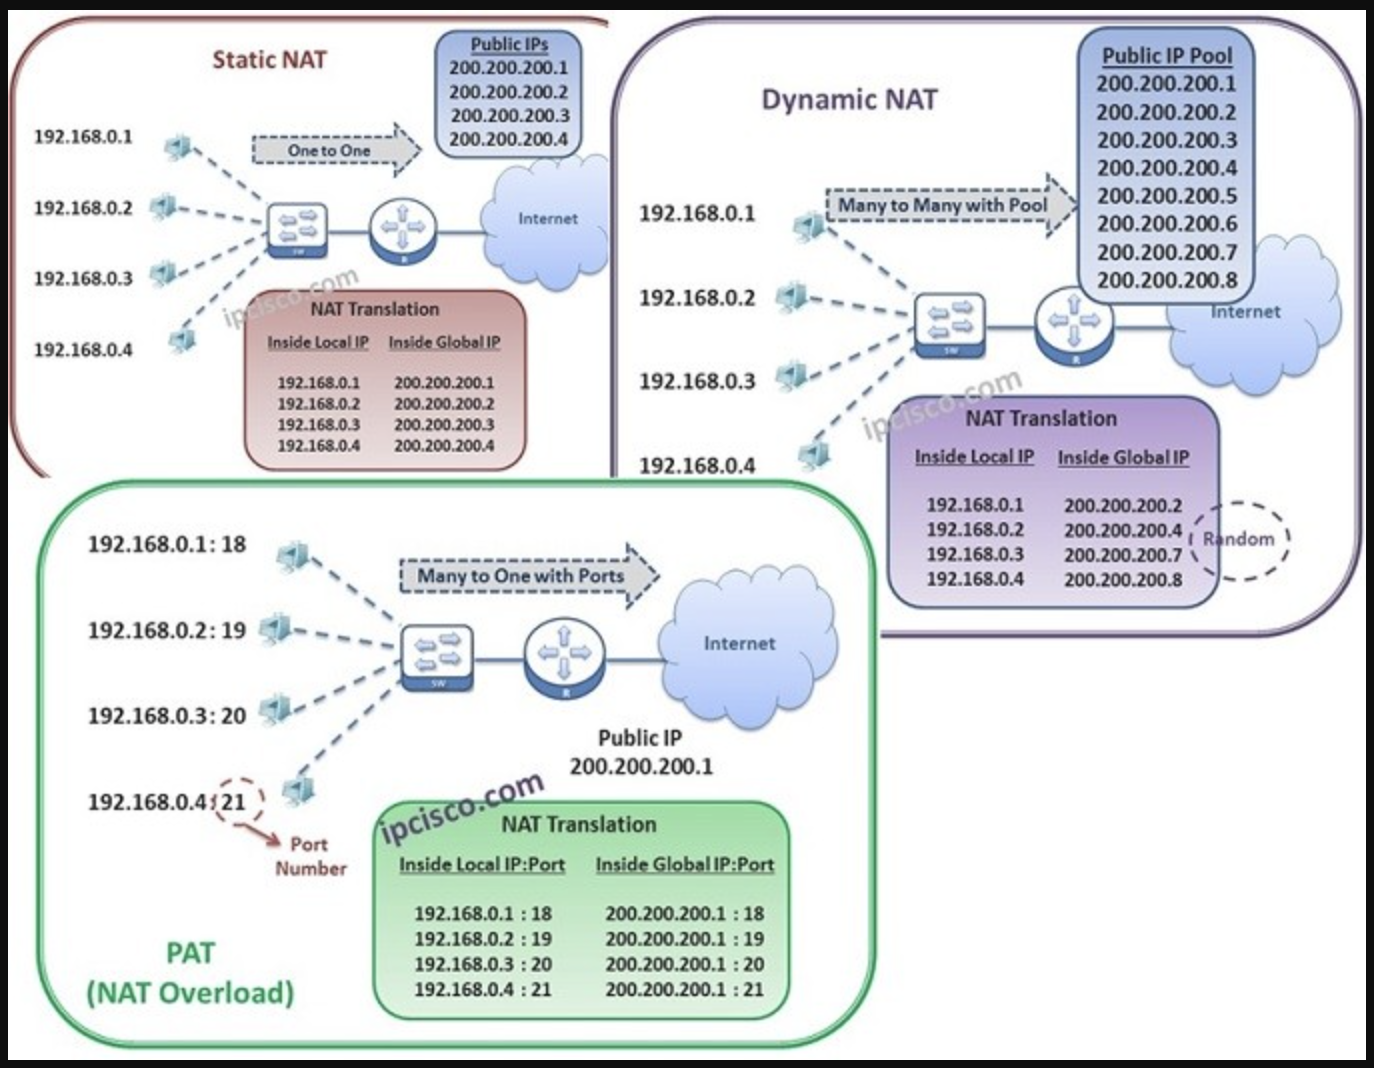 Static NAT
Public IPs
200.200.200.1
200.200.200.2
200.200.200.3
200.200.200.4
192.168.0.1
192.168.0.2
192.168.0.3
192.168.0.4
One to One
SW
R
Internet
ipcisco.com
NAT Translation
Inside Local IP Inside Global IP
192.168.0.1 200.200.200.1
192.168.0.2 200.200.200.2
192.168.0.3 200.200.200.3
192.168.0.4 200.200.200.4
Dynamic NAT
Public IP Pool
200.200.200.1
200.200.200.2
200.200.200.3
200.200.200.4
200.200.200.5
200.200.200.6
200.200.200.7
200.200.200.8
192.168.0.1
192.168.0.2
192.168.0.3
192.168.0.4
Many to Many with Pool
SW
R
Internet
ipcisco.com
NAT Translation
Inside Local IP Inside Global IP
192.168.0.1 200.200.200.2
192.168.0.2 200.200.200.4
192.168.0.3 200.200.200.7
192.168.0.4 200.200.200.8
Random
192.168.0.1: 18
192.168.0.2: 19
192.168.0.3: 20
192.168.0.4: 21
Port
Number
Many to One with Ports
SW
R
Internet
Public IP
200.200.200.1
ipcisco.com
NAT Translation
Inside Local IP:Port Inside Global IP:Port
192.168.0.1 : 18 200.200.200.1 : 18
192.168.0.2 : 19 200.200.200.1 : 19
192.168.0.3 : 20 200.200.200.1 : 20
192.168.0.4 : 21 200.200.200.1 : 21
PAT
(NAT Overload)